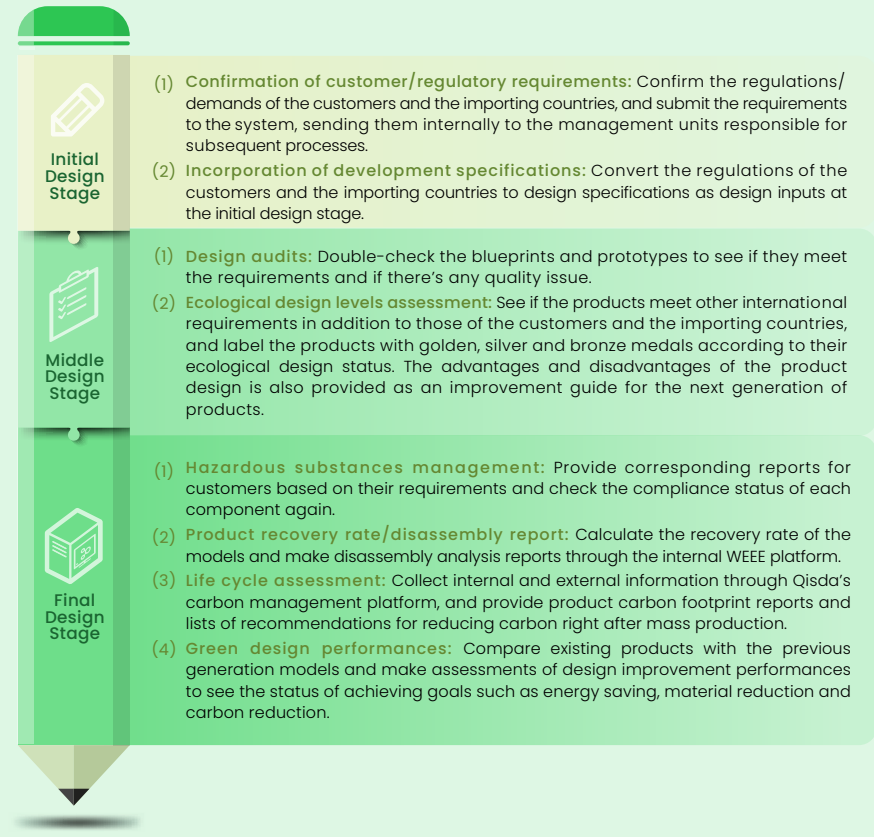 Initial
Design
Stage
(1) Confirmation of customer/regulatory requirements: Confirm the regulations/
demands of the customers and the importing countries, and submit the requirements
to the system, sending them internally to the management units responsible for
subsequent processes.
(2) Incorporation of development specifications: Convert the regulations of the
customers and the importing countries to design specifications as design inputs at
the initial design stage.
Middle
Design
Stage
(1) Design audits: Double-check the blueprints and prototypes to see if they meet
the requirements and if there's any quality issue.
(2) Ecological design levels assessment: See if the products meet other international
requirements in addition to those of the customers and the importing countries,
and label the products with golden, silver and bronze medals according to their
ecological design status. The advantages and disadvantages of the product
design is also provided as an improvement guide for the next generation of
products.
Final
Design
Stage
(1) Hazardous substances management: Provide corresponding reports for
customers based on their requirements and check the compliance status of each
component again.
(2) Product recovery rate/disassembly report: Calculate the recovery rate of the
models and make disassembly analysis reports through the internal WEEE platform.
(3) Life cycle assessment: Collect internal and external information through Qisda's
carbon management platform, and provide product carbon footprint reports and
lists of recommendations for reducing carbon right after mass production.
(4) Green design performances: Compare existing products with the previous
generation models and make assessments of design improvement performances
to see the status of achieving goals such as energy saving, material reduction and
carbon reduction.